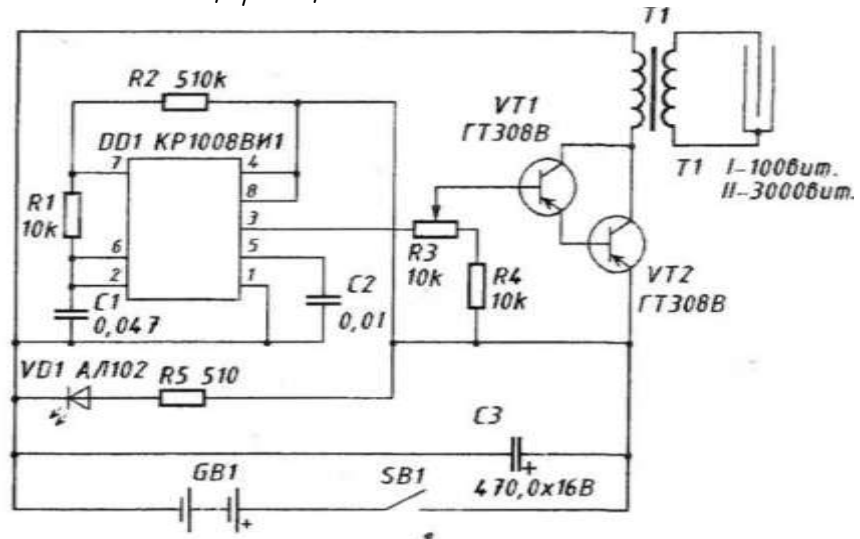 T1
R2 510k
VT1
ГТ308В
DD1 КР1008ВИ1
7
4
8
3
5
1
6
2
R1
10k
R3
10k
R4
10k
C1
0,047
C2
0,01
T1 I-100вит.
II-3000вит.
VT2
ГТ308В
VD1 АЛ102
R5 510
C3
+
470,0x16В
GB1
+
SB1